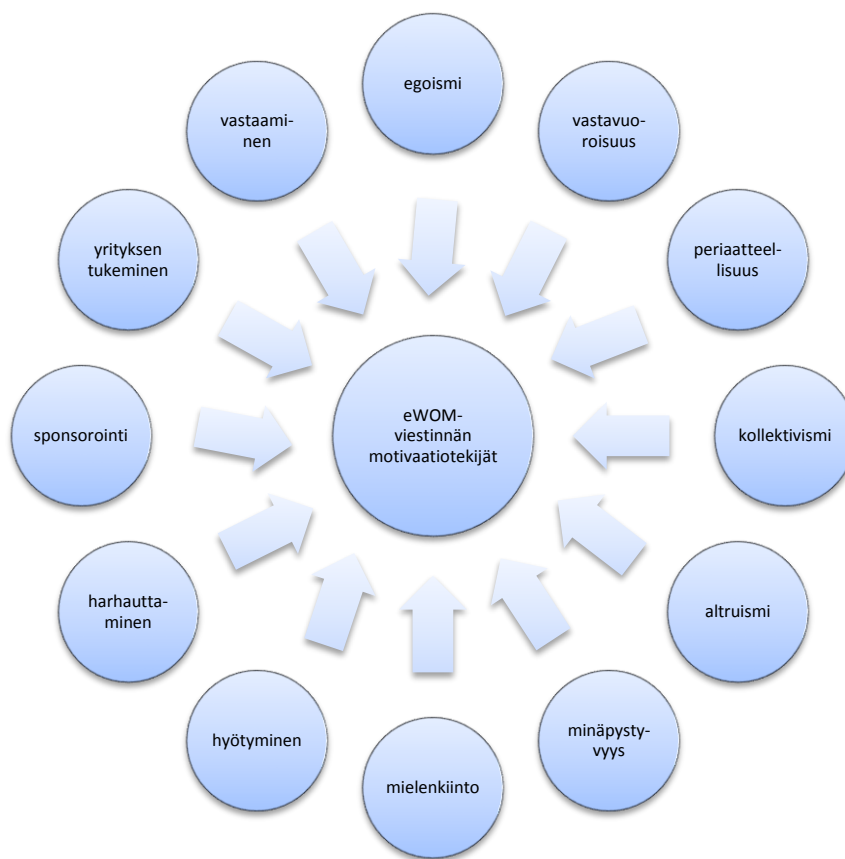 egoismi
vastavuo-
roisuus
periaatteel-
lisuus
kollektivismi
altruismi
minäpysty-
vyys
mielenkiinto
hyötyminen
harhautta-
minen
sponsorointi
yrityksen
tukeminen
vastaami-
nen
eWOM-
viestinnän
motivaatiotekijät